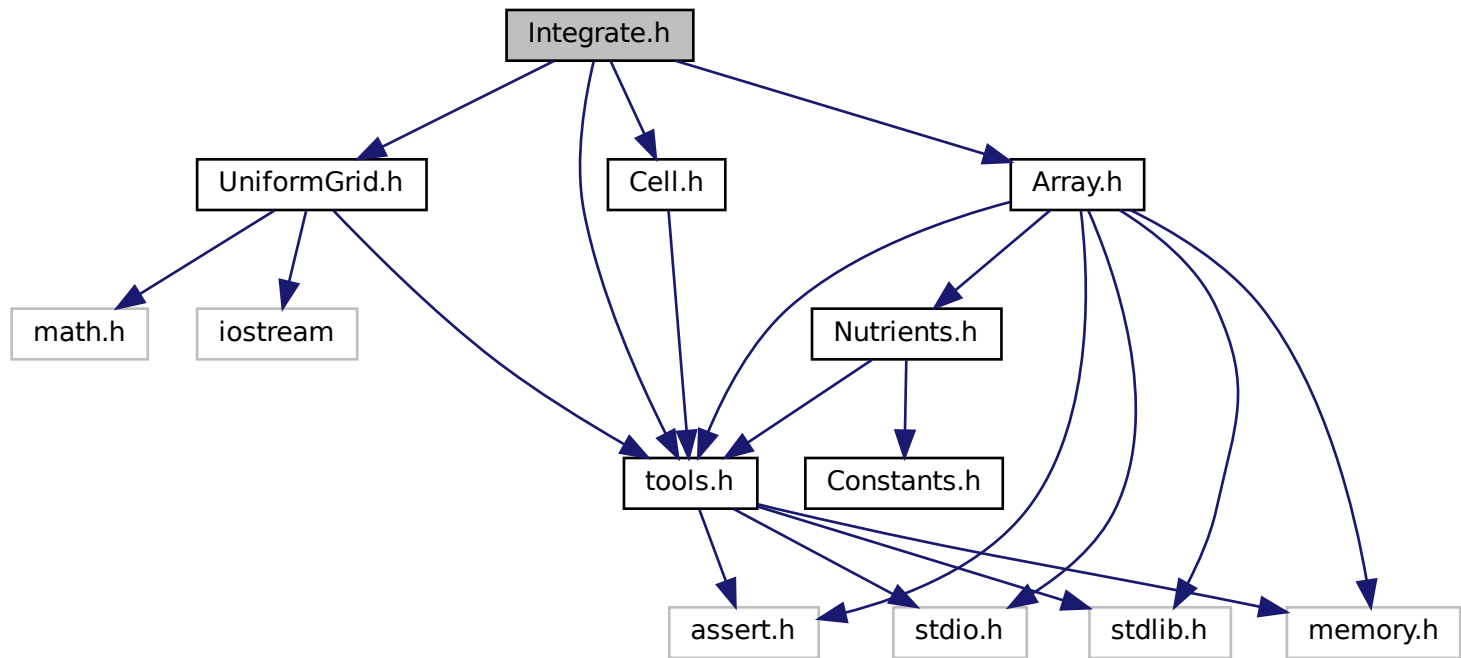 Integrate.h
UniformGrid.h
Cell.h
Array.h
math.h
iostream
Nutrients.h
tools.h
Constants.h
assert.h
stdio.h
stdlib.h
memory.h